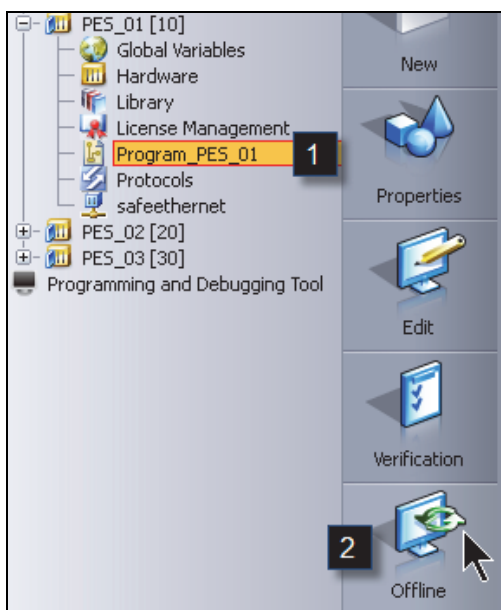 PES_01 [10]
Global Variables
Hardware
Library
License Management
Program_PES_01
1
Protocols
safeethernet
PES_02 [20]
PES_03 [30]
Programming and Debugging Tool
New
Properties
Edit
Verification
2
Offline